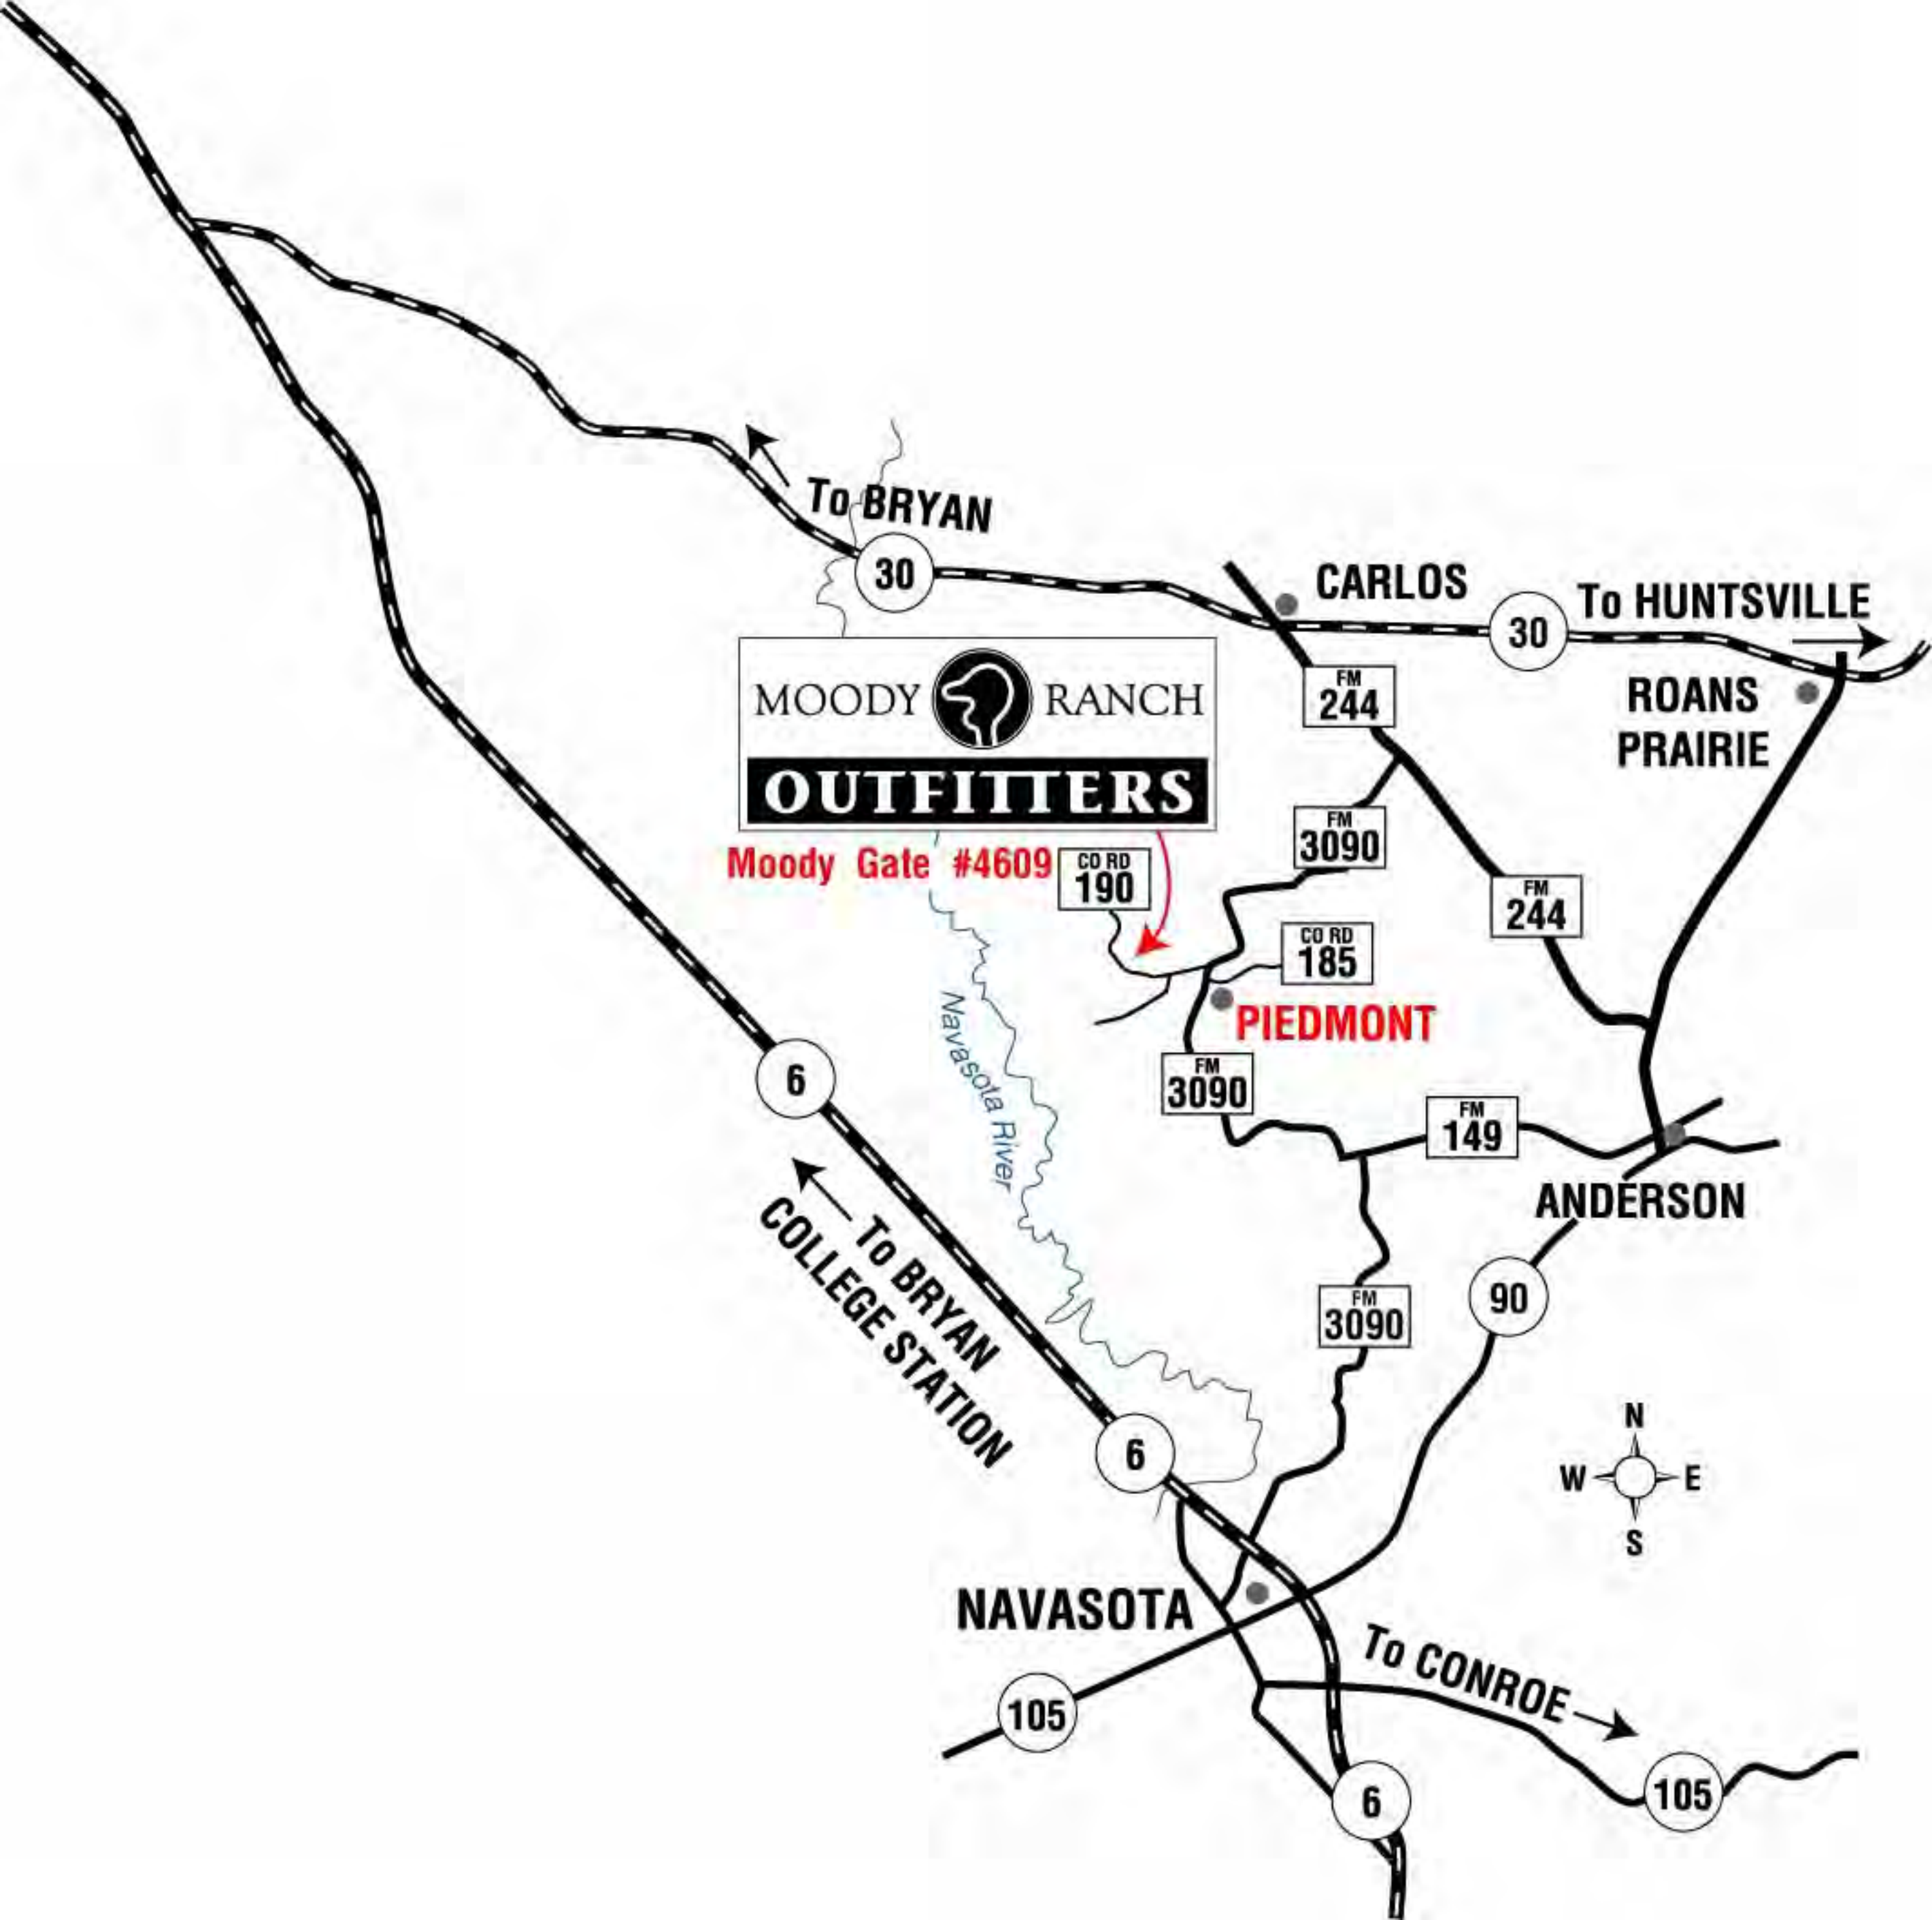 To BRYAN
30
CARLOS
30
To HUNTSVILLE
FM
244
ROANS
PRAIRIE
MOODY RANCH
OUTFITTERS
Moody Gate #4609
CO RD
190
FM
3090
FM
244
CO RD
185
PIEDMONT
Navasota River
6
FM
3090
FM
149
ANDERSON
To BRYAN
COLLEGE STATION
FM
3090
90
6
N
W E
S
NAVASOTA
105
To CONROE
105
6